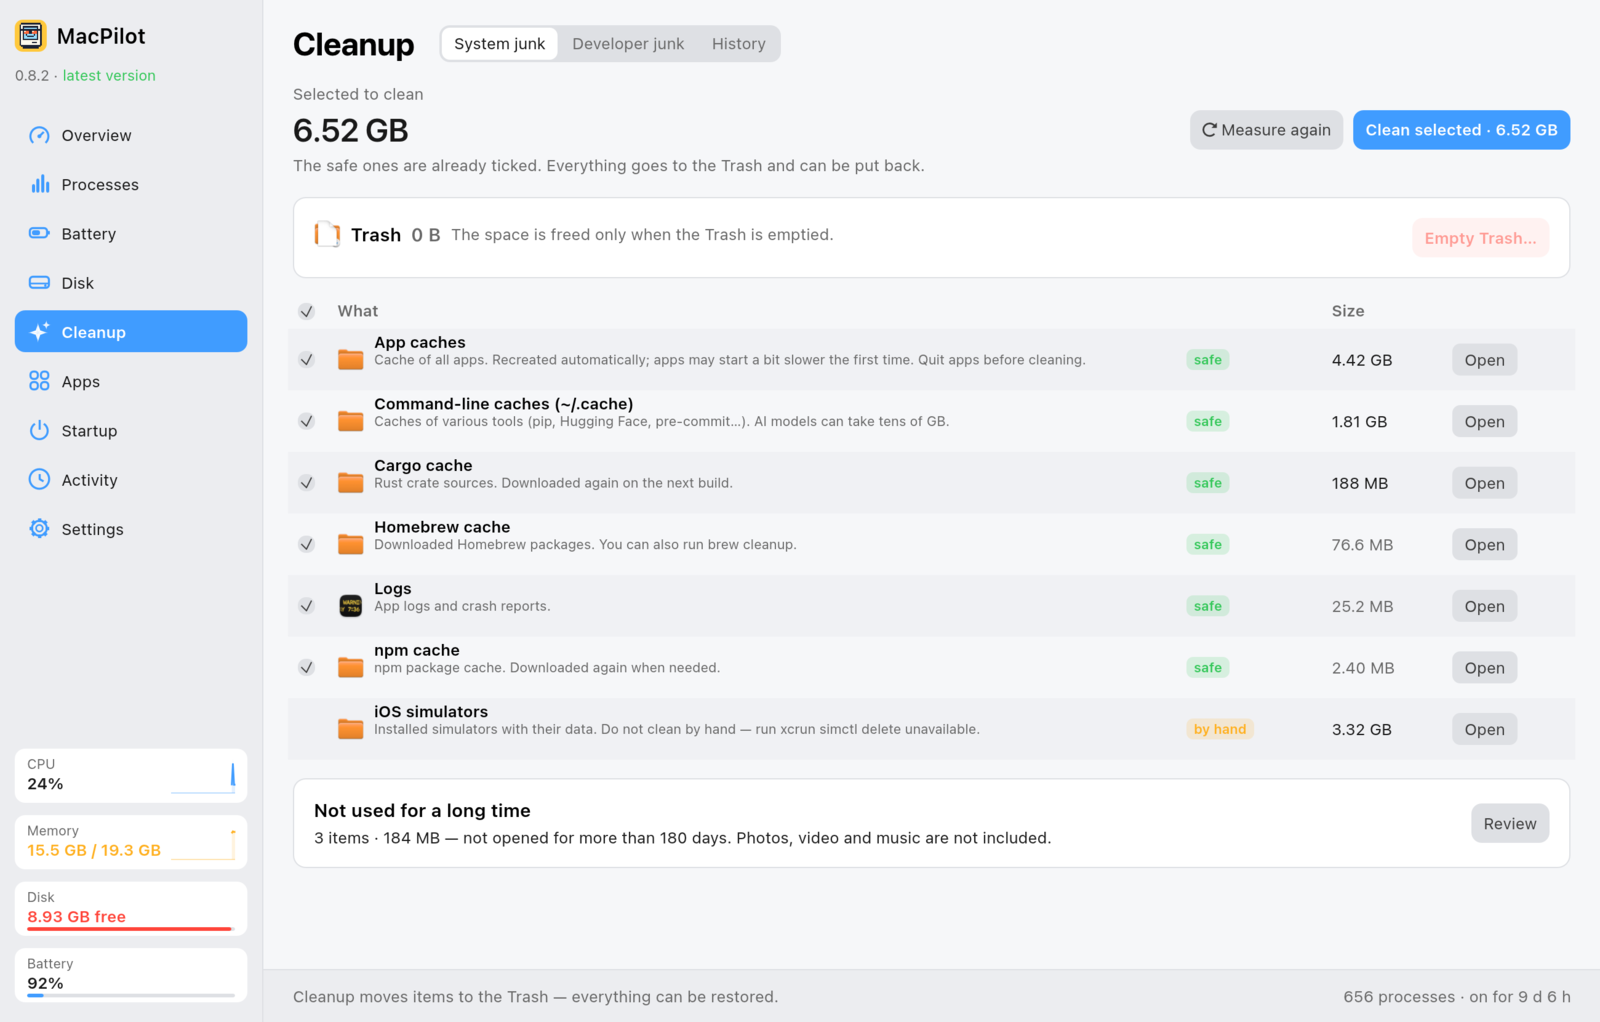 MacPilot
0.8.2 · latest version
Overview
Processes
Battery
Disk
Cleanup
Apps
Startup
Activity
Settings
CPU
24%
Memory
15.5 GB / 19.3 GB
Disk
8.93 GB free
Battery
92%
Cleanup
System junk
Developer junk
History
Selected to clean
6.52 GB
The safe ones are already ticked. Everything goes to the Trash and can be put back.
Measure again
Clean selected · 6.52 GB
Trash 0 B The space is freed only when the Trash is emptied.
Empty Trash...
What
Size
App caches
Cache of all apps. Recreated automatically; apps may start a bit slower the first time. Quit apps before cleaning.
safe
4.42 GB
Open
Command-line caches (~/.cache)
Caches of various tools (pip, Hugging Face, pre-commit...). AI models can take tens of GB.
safe
1.81 GB
Open
Cargo cache
Rust crate sources. Downloaded again on the next build.
safe
188 MB
Open
Homebrew cache
Downloaded Homebrew packages. You can also run brew cleanup.
safe
76.6 MB
Open
Logs
App logs and crash reports.
safe
25.2 MB
Open
npm cache
npm package cache. Downloaded again when needed.
safe
2.40 MB
Open
iOS simulators
Installed simulators with their data. Do not clean by hand — run xcrun simctl delete unavailable.
by hand
3.32 GB
Open
Not used for a long time
3 items · 184 MB — not opened for more than 180 days. Photos, video and music are not included.
Review
Cleanup moves items to the Trash — everything can be restored.
656 processes · on for 9 d 6 h